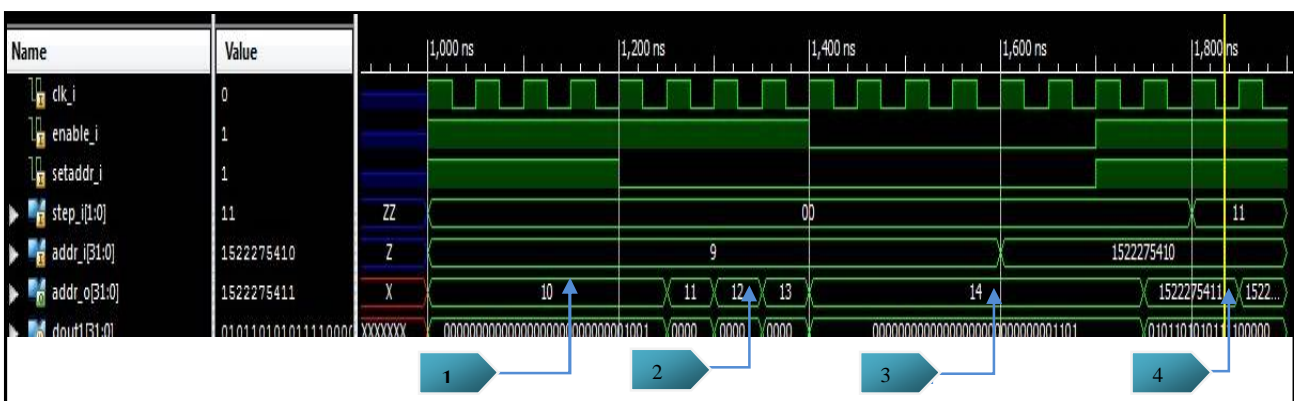 Name Value 1,000 ns 1,200 ns 1,400 ns 1,600 ns 1,800 ns
clk_i 0
enable_i 1
setaddr_i 1
step_i[1:0] 11 ZZ 00 11
addr_i[31:0] 1522275410 Z 9 1522275410
addr_o[31:0] 1522275411 X 10 11 12 13 14 1522275411 1522...
dout1[31:0] XXXXXXX 0000 0000 0000
1 2 3 4